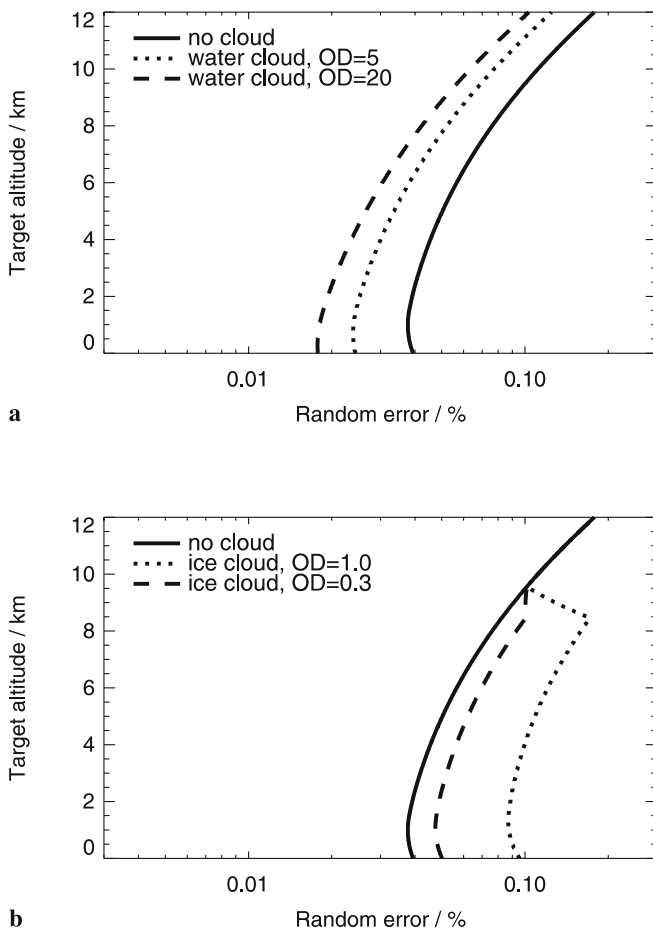 12
10
8
6
4
2
0
Target altitude / km
no cloud
water cloud, OD=5
water cloud, OD=20
0.01
0.10
Random error / %
a
12
10
8
6
4
2
0
Target altitude / km
no cloud
ice cloud, OD=1.0
ice cloud, OD=0.3
0.01
0.10
Random error / %
b